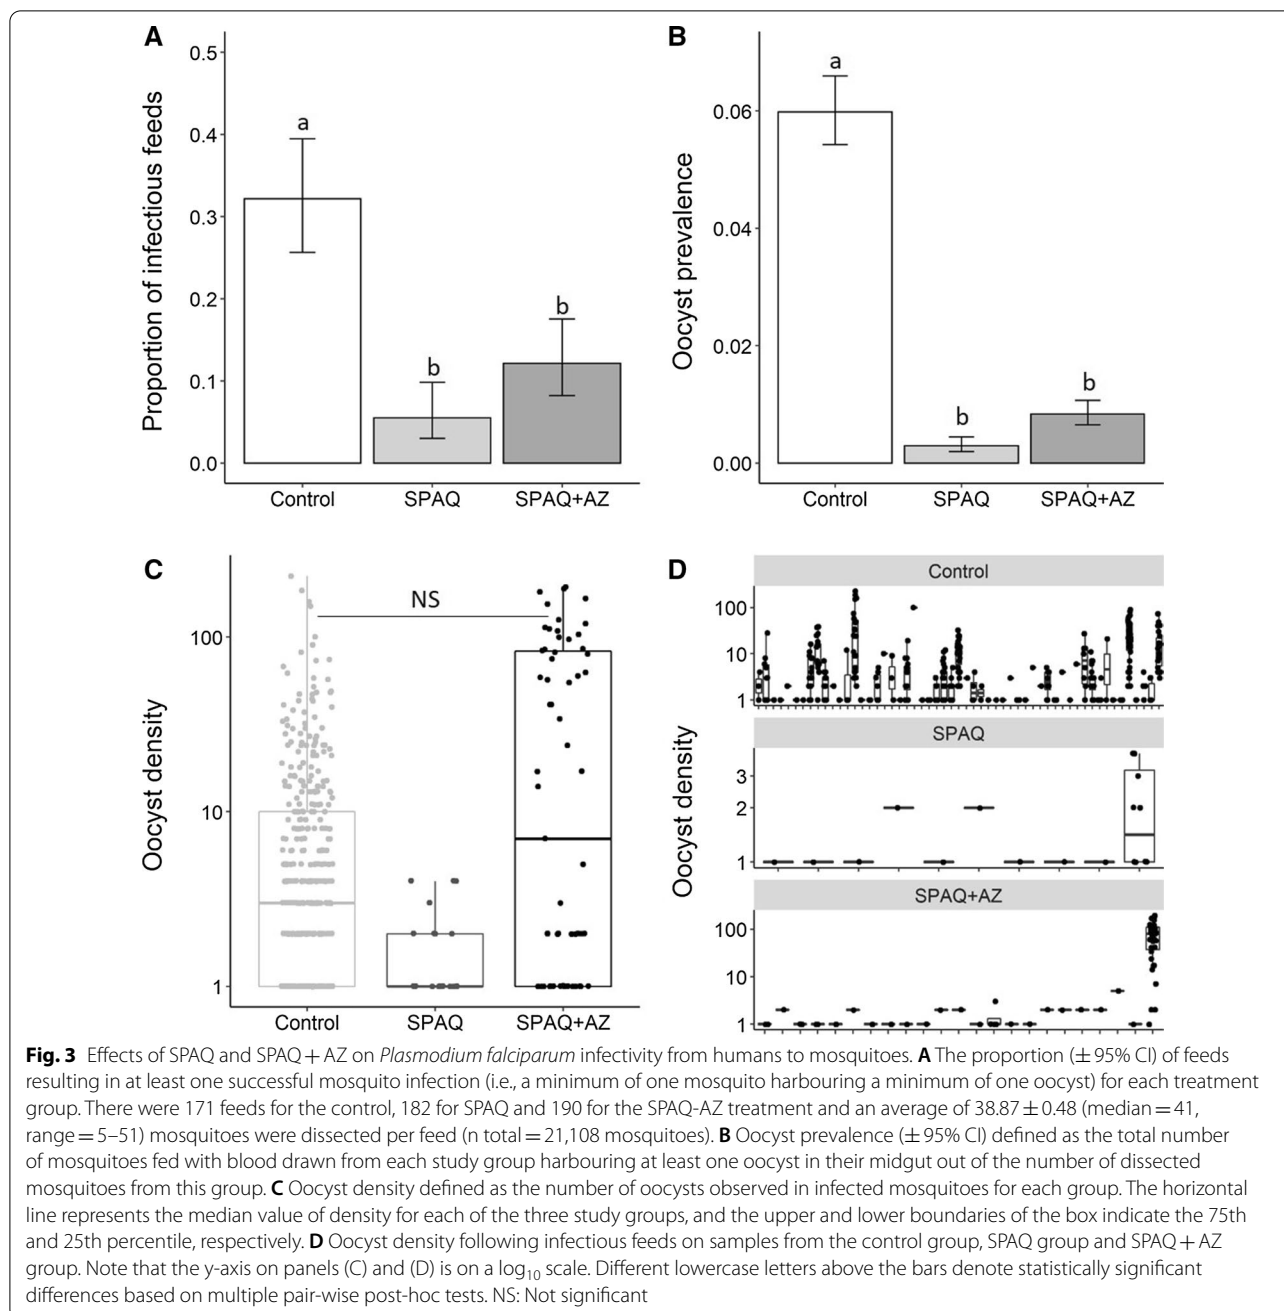 A
Proportion of infectious feeds
0.5
0.4
0.3
0.2
0.1
0.0
a
b
b
Control SPAQ SPAQ+AZ
B
Oocyst prevalence
0.06
0.04
0.02
0.00
a
b
b
Control SPAQ SPAQ+AZ
C
Oocyst density
100
10
1
NS
Control SPAQ SPAQ+AZ
D
Oocyst density
Control
100
10
1
SPAQ
3
2
1
SPAQ+AZ
100
10
1
Fig. 3 Effects of SPAQ and SPAQ + AZ on Plasmodium falciparum infectivity from humans to mosquitoes. A The proportion (± 95% CI) of feeds
resulting in at least one successful mosquito infection (i.e., a minimum of one mosquito harbouring a minimum of one oocyst) for each treatment
group. There were 171 feeds for the control, 182 for SPAQ and 190 for the SPAQ-AZ treatment and an average of 38.87 ± 0.48 (median = 41,
range = 5–51) mosquitoes were dissected per feed (n total = 21,108 mosquitoes). B Oocyst prevalence (± 95% CI) defined as the total number
of mosquitoes fed with blood drawn from each study group harbouring at least one oocyst in their midgut out of the number of dissected
mosquitoes from this group. C Oocyst density defined as the number of oocysts observed in infected mosquitoes for each group. The horizontal
line represents the median value of density for each of the three study groups, and the upper and lower boundaries of the box indicate the 75th
and 25th percentile, respectively. D Oocyst density following infectious feeds on samples from the control group, SPAQ group and SPAQ + AZ
group. Note that the y-axis on panels (C) and (D) is on a log10 scale. Different lowercase letters above the bars denote statistically significant
differences based on multiple pair-wise post-hoc tests. NS: Not significant